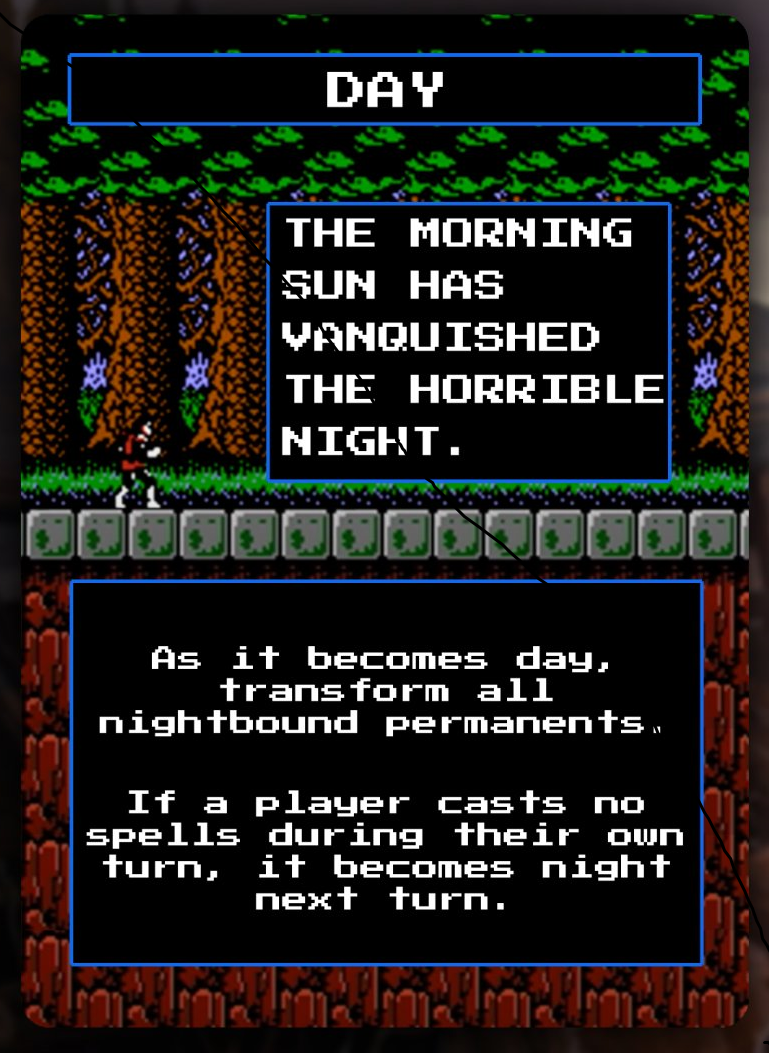 DAY
THE MORNING
SUN HAS
VANQUISHED
THE HORRIBLE
NIGHT.
As it becomes day,
transform all
nightbound permanents.
If a player casts no
spells during their own
turn, it becomes night
next turn.